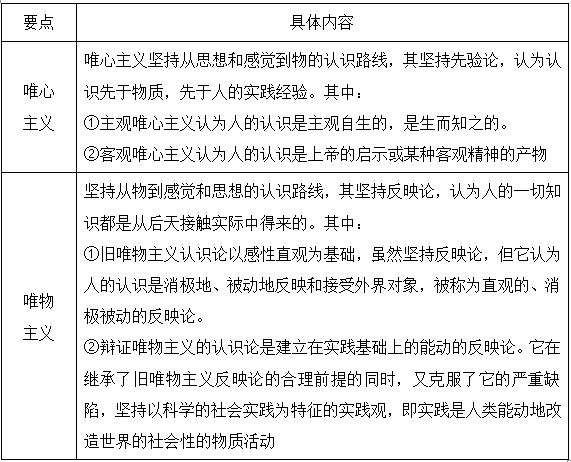 要点 具体内容
唯心主义坚持从思想和感觉到物的认识路线，其坚持先验论，认为认
识先于物质，先于人的实践经验。其中：
唯心
主义
①主观唯心主义认为人的认识是主观自生的，是生而知之的。
②客观唯心主义认为人的认识是上帝的启示或某种客观精神的产物
坚持从物到感觉和思想的认识路线，其坚持反映论，认为人的一切知
识都是从后天接触实际中得来的。其中：
①旧唯物主义认识论以感性直观为基础，虽然坚持反映论，但它认为
人的认识是消极地、被动地反映和接受外界对象，被称为直观的、消
极被动的反映论。
唯物
主义
②辩证唯物主义的认识论是建立在实践基础上的能动的反映论。它在
继承了旧唯物主义反映论的合理前提的同时，又克服了它的严重缺
陷，坚持以科学的社会实践为特征的实践观，即实践是人类能动地改
造世界的社会性的物质活动